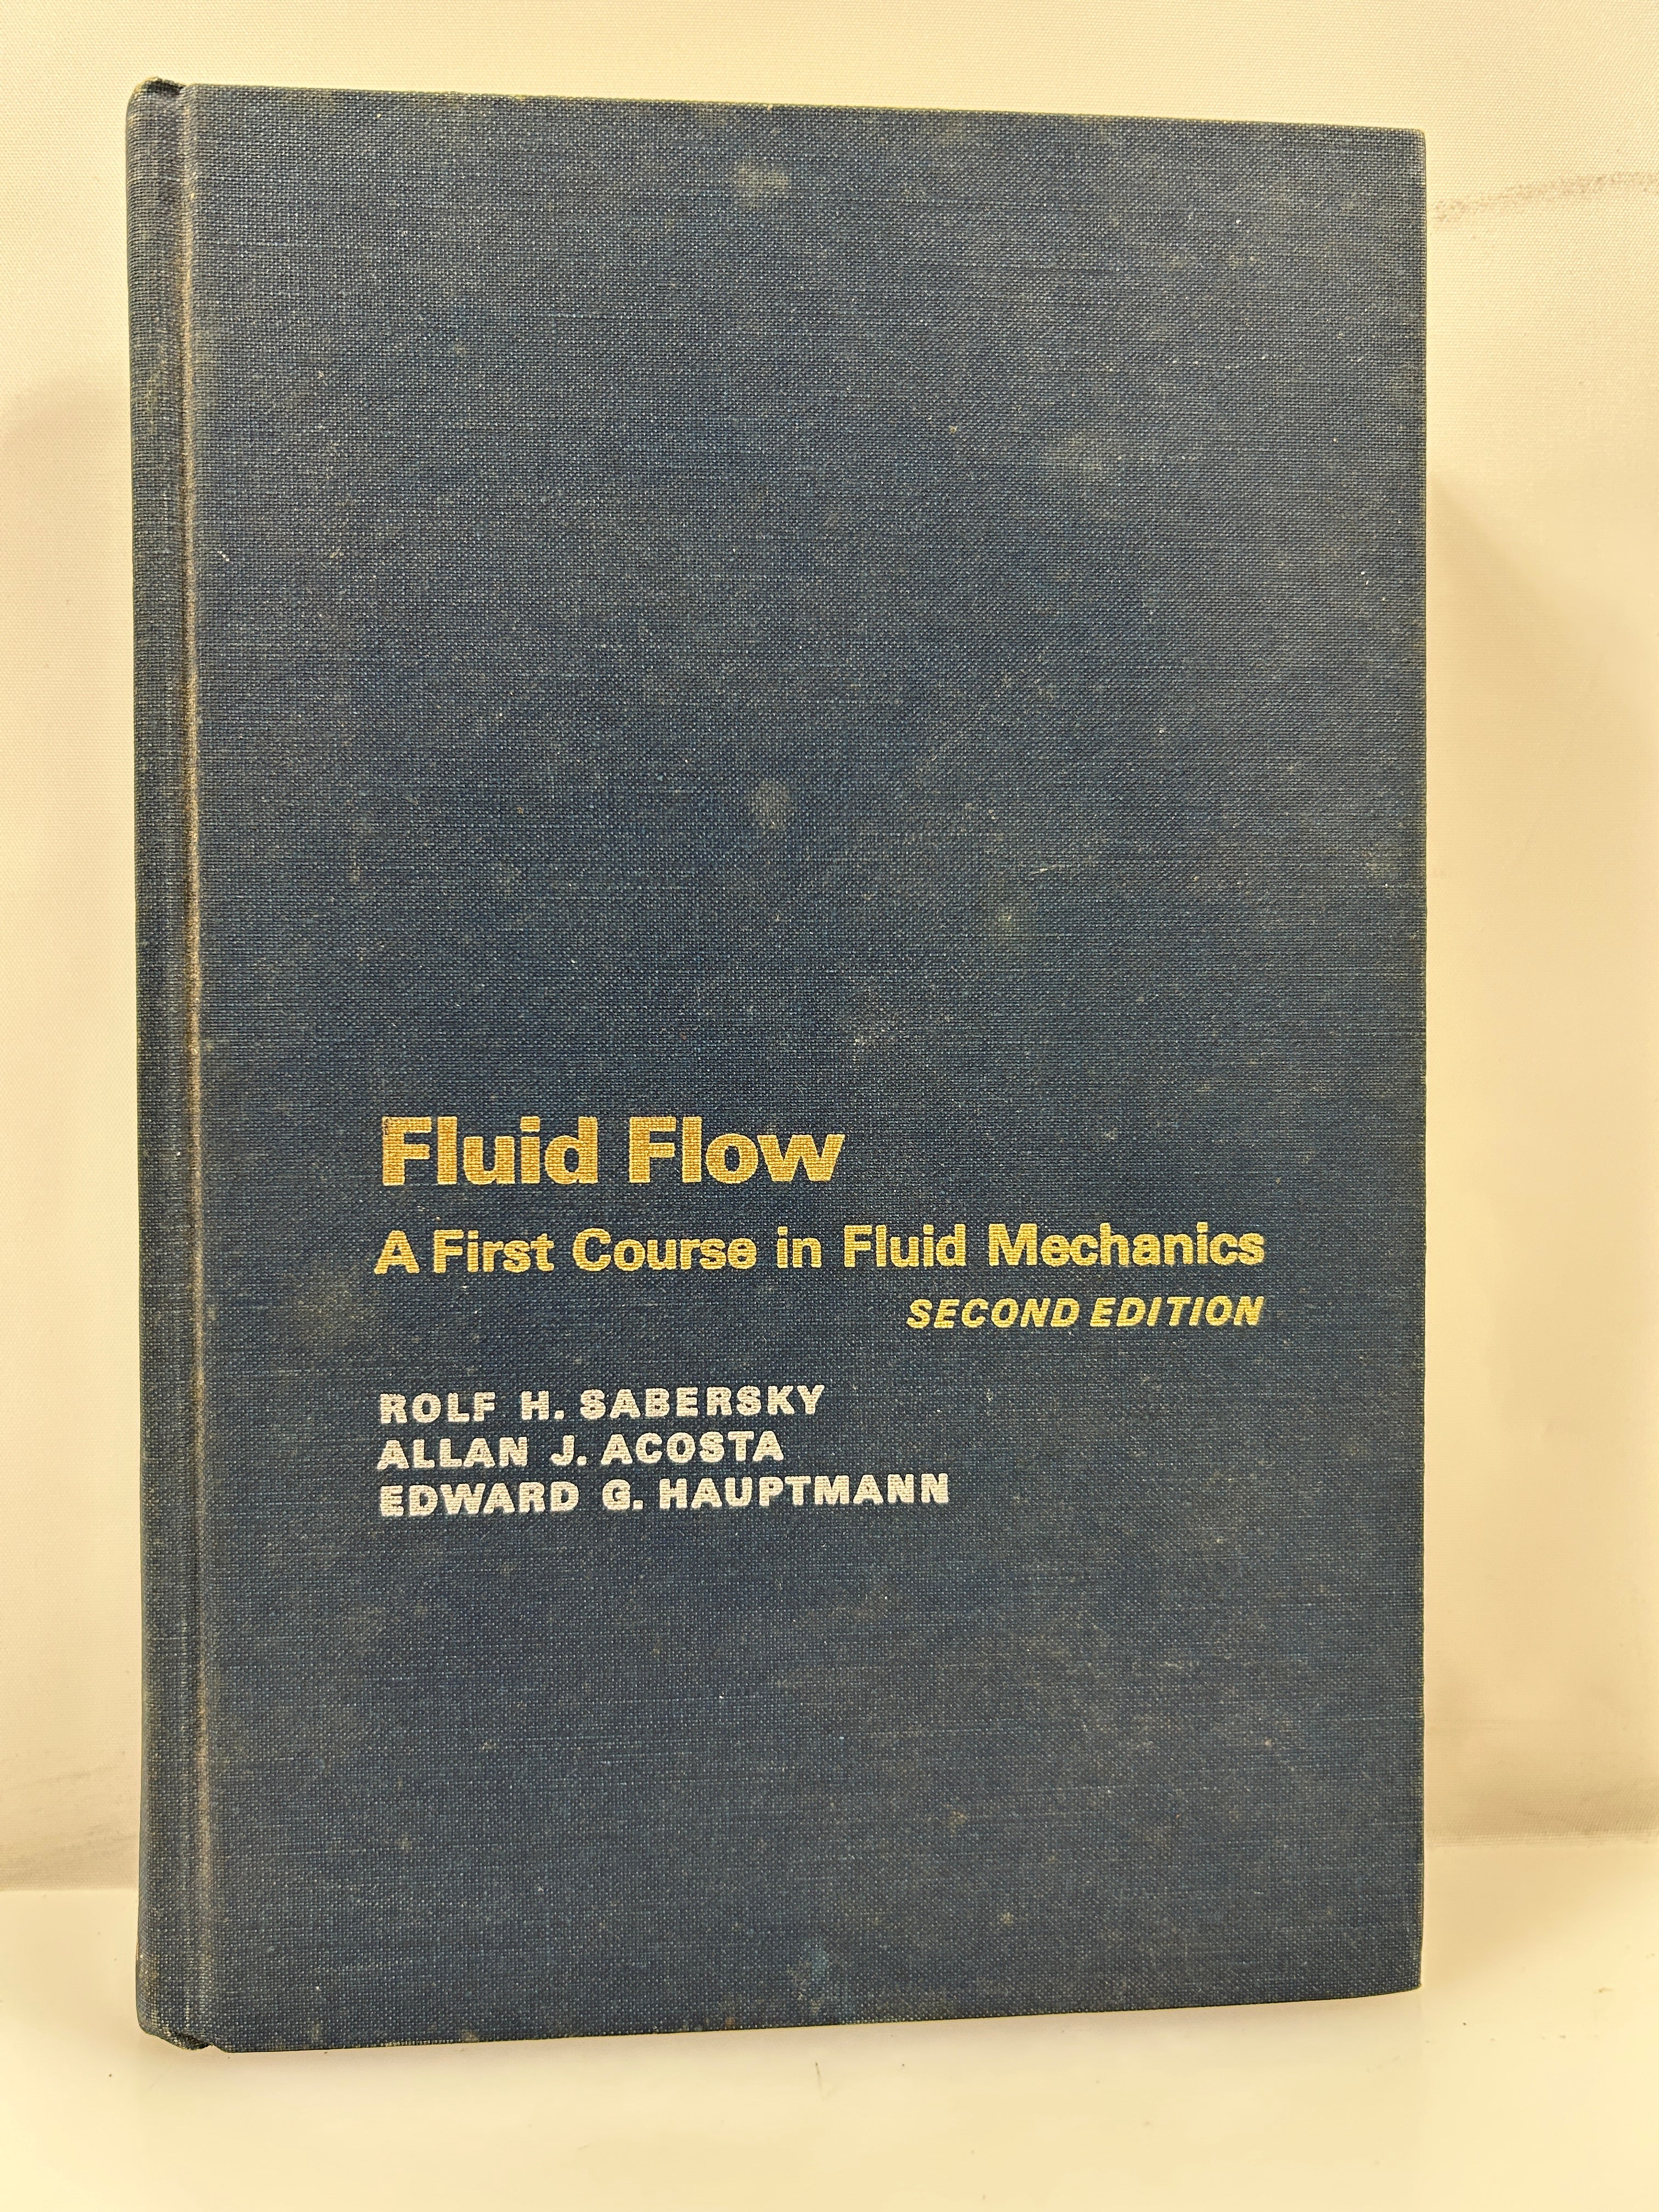 Fluid Flow
A First Course in Fluid Mechanics
SECOND EDITION
ROLF H. SABERSKY
ALLAN J. ACOSTA
EDWARD G. HAUPTMANN